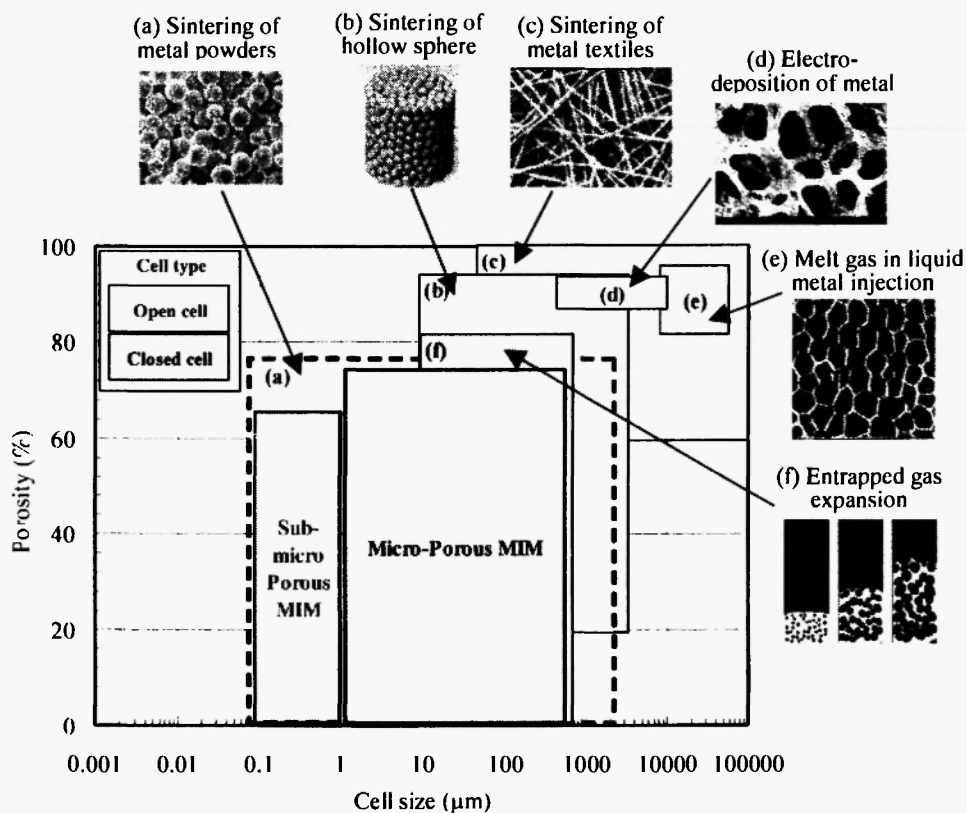 (a) Sintering of
metal powders
(b) Sintering of
hollow sphere
(c) Sintering of
metal textiles
(d) Electro-
deposition of metal
(e) Melt gas in liquid
metal injection
(f) Entrapped gas
expansion
Porosity (%)
100
80
60
40
20
0
Cell type
Open cell
Closed cell
(a)
(b)
(c)
(d)
(e)
(f)
Sub-
micro
Porous
MIM
Micro-Porous MIM
0.001 0.01 0.1 1 10 100 1000 10000 100000
Cell size (μm)